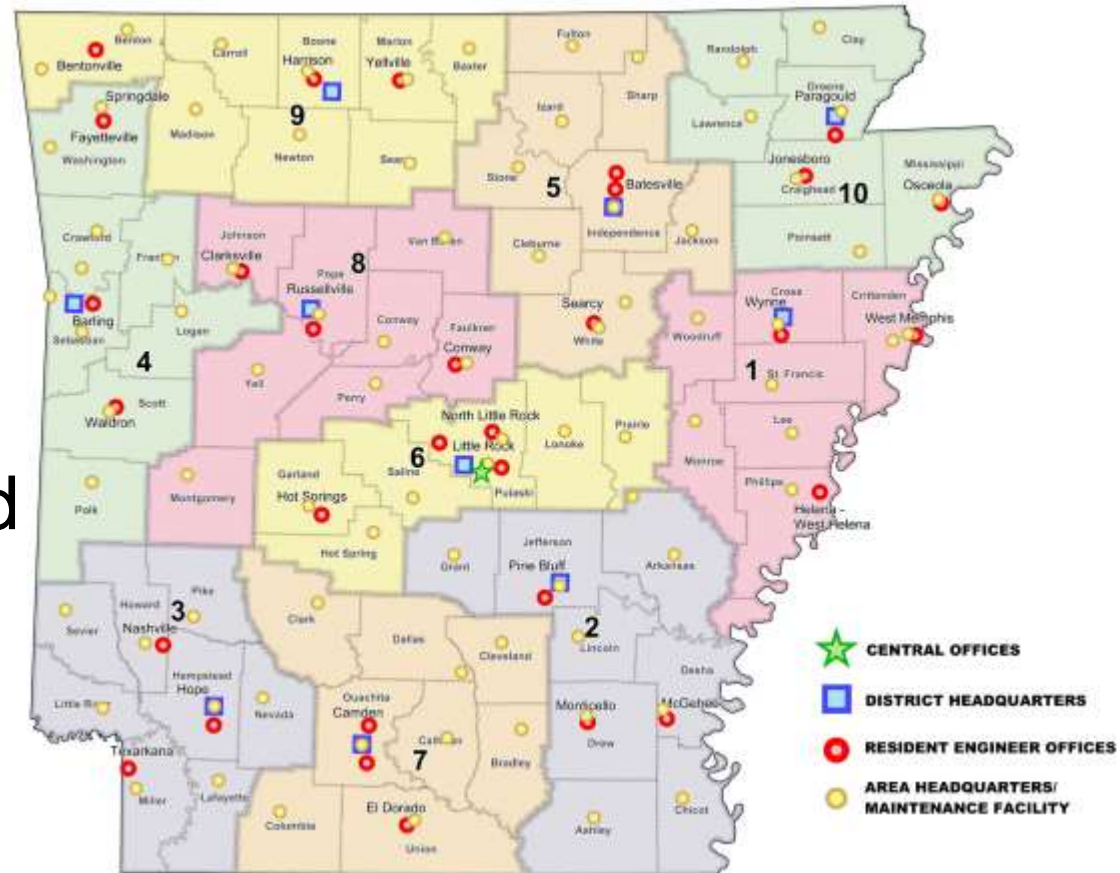 Benton
Bentonville
Carroll
Boone
Harrison
Marion
Yellville
Baxter
Fulton
Sharp
Izard
Randolph
Clay
Greene
Paragould
Lawrence
Springdale
Fayetteville
Washington
Madison
9
Newton
Searcy
Stone
5
Batesville
Independence
Jackson
Jonesboro
Craighead
10
Mississippi
Osceola
Poinsett
Crawford
Franklin
Johnson
Clarksville
8
Pope
Russellville
Van Buren
Cleburne
Searcy
White
Woodruff
Cross
Wynne
Crittenden
West Memphis
Barling
Sebastian
Logan
4
Conway
Faulkner
Conway
1
St. Francis
Yell
Perry
Scott
Waldron
Lee
North Little Rock
6
Little Rock
Lonoke
Prairie
Monroe
Saline
Pulaski
Phillips
Helena -
West Helena
Garland
Hot Springs
Hot Spring
Montgomery
Polk
d
Grant
Jefferson
Pine Bluff
Arkansas
Howard
Pike
3
Nashville
Sevier
Clark
Dallas
Cleveland
2
Lincoln
Desha
Hempstead
Hope
Nevada
Ouachita
Camden
Little River
Calhoun
7
Bradley
Monticello
Drew
McGehee
Texarkana
Miller
Lafayette
Columbia
El Dorado
Union
Ashley
Chicot
CENTRAL OFFICES
DISTRICT HEADQUARTERS
RESIDENT ENGINEER OFFICES
AREA HEADQUARTERS/
MAINTENANCE FACILITY